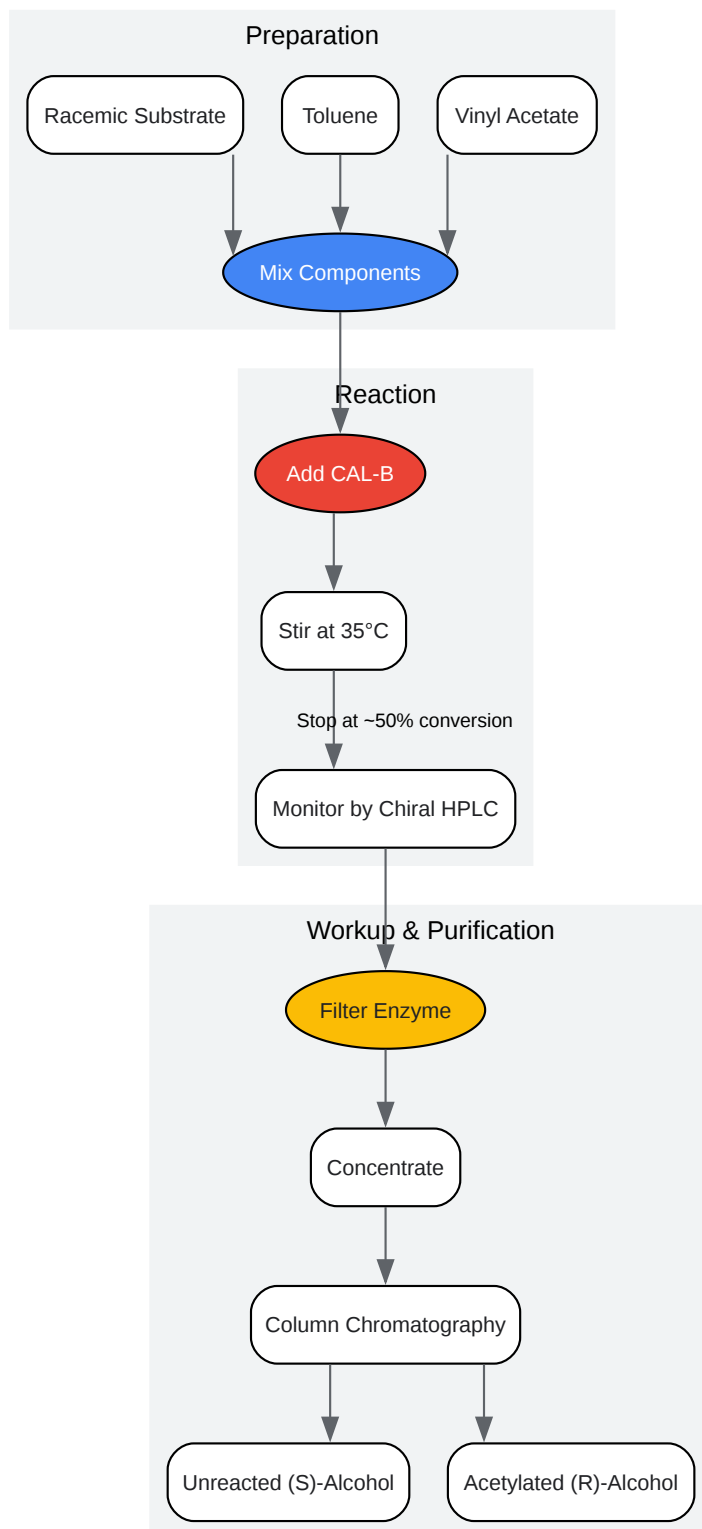 Preparation
Racemic Substrate
Toluene
Vinyl Acetate
Mix Components
Reaction
Add CAL-B
Stir at 35°C
Stop at ~50% conversion
Monitor by Chiral HPLC
Workup & Purification
Filter Enzyme
Concentrate
Column Chromatography
Unreacted (S)-Alcohol
Acetylated (R)-Alcohol